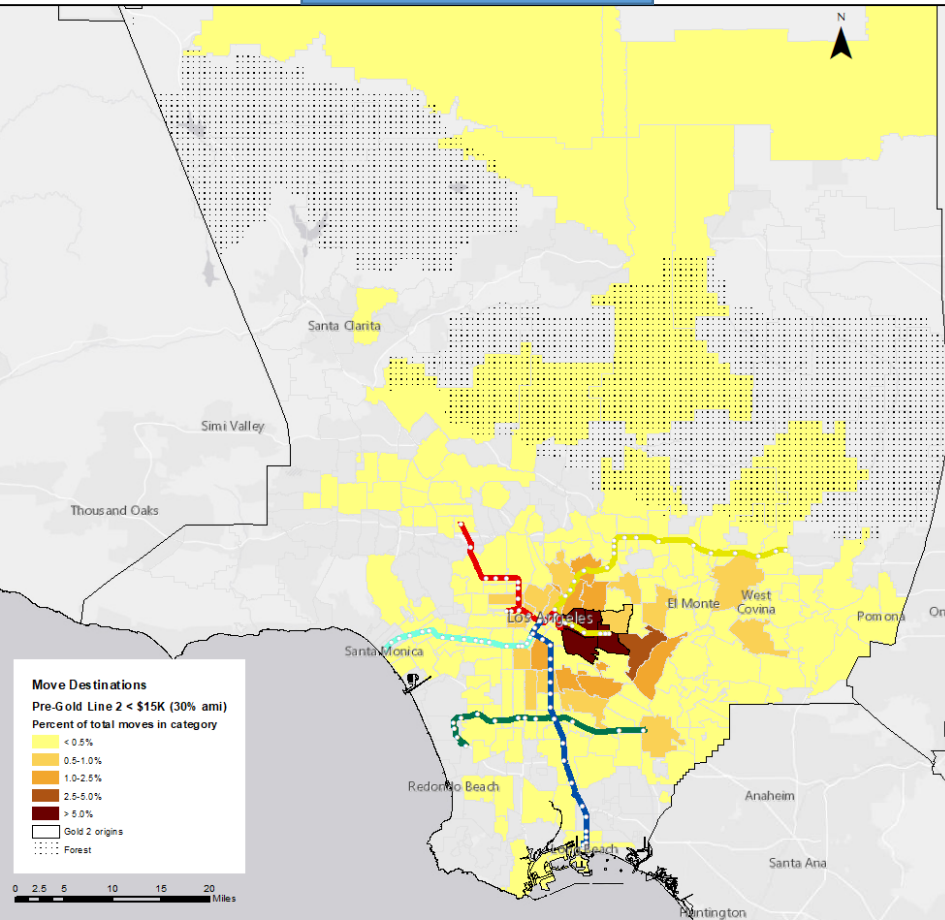 N
Santa Clarita
Simi Valley
Thousand Oaks
El Monte
West
Covina
Los Angeles
Pomona
On
Santa Monica
Redondo Beach
Anaheim
Long Beach
Santa Ana
Huntington
Move Destinations
Pre-Gold Line 2 < $15K (30% ami)
Percent of total moves in category
< 0.5%
0.5-1.0%
1.0-2.5%
2.5-5.0%
> 5.0%
Gold 2 origins
Forest
0 2.5 5 10 15 20
Miles